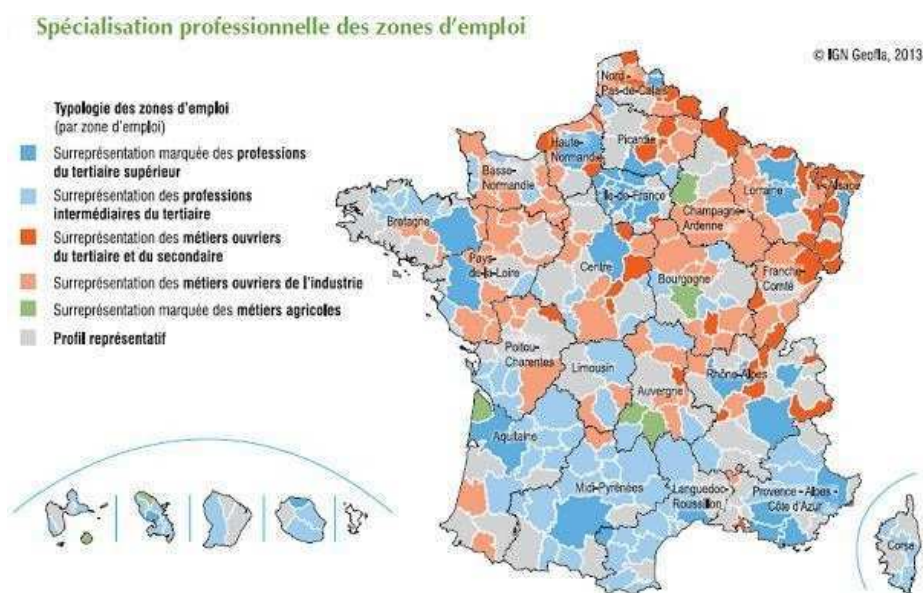 Spécialisation professionnelle des zones d'emploi
© IGN Geofla, 2013
Typologie des zones d'emploi
(par zone d'emploi)
Surreprésentation marquée des professions
du tertiaire supérieur
Surreprésentation des professions
intermédiaires du tertiaire
Surreprésentation des métiers ouvriers
du tertiaire et du secondaire
Surreprésentation des métiers ouvriers de l'industrie
Surreprésentation marquée des métiers agricoles
Profil représentatif
Nord-
Pas-de-Calais
Picardie
Haute-
Normandie
Basse-
Normandie
Île-de-France
Lorraine
Alsace
Champagne-
Ardenne
Bretagne
Pays-
de-la-Loire
Centre
Bourgogne
Franche-
Comté
Poitou-
Charentes
Limousin
Auvergne
Rhône-Alpes
Aquitaine
Midi-Pyrénées
Languedoc-
Roussillon
Provence-Alpes-
Côte d'Azur
Corse